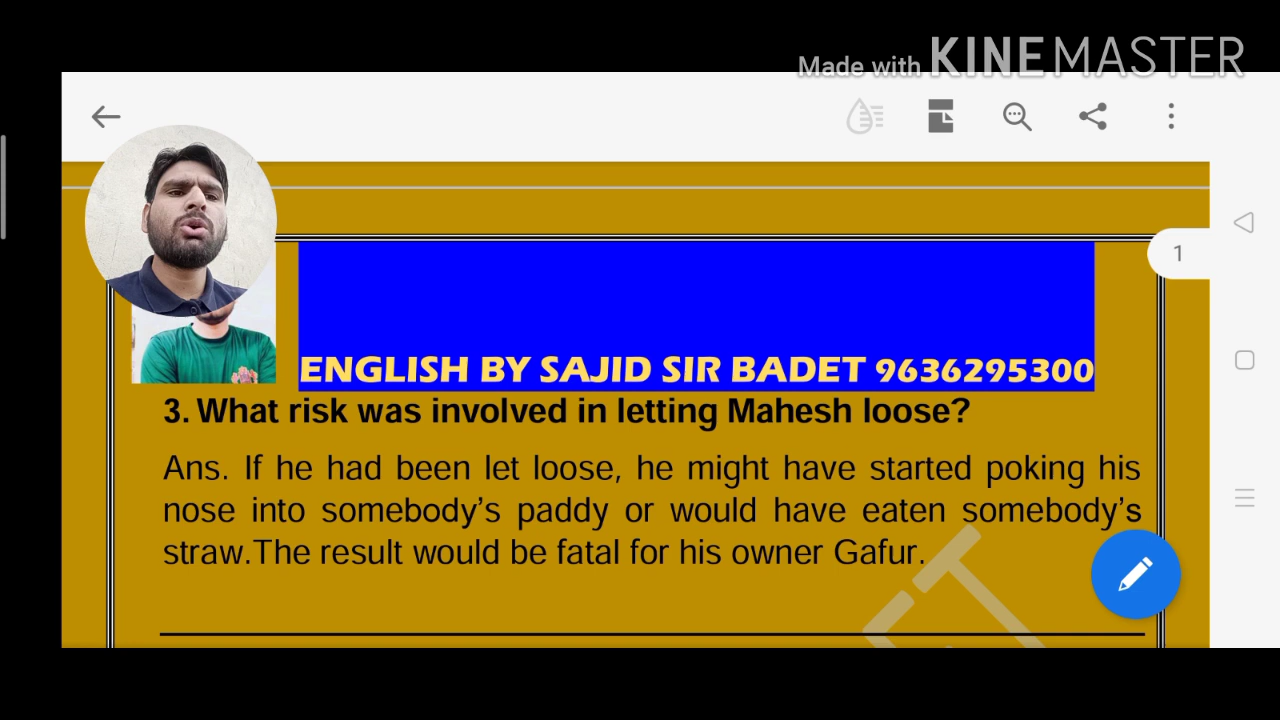 Made with KINEMASTER
1
ENGLISH BY SAJID SIR BADET 9636295300
3. What risk was involved in letting Mahesh loose?
Ans. If he had been let loose, he might have started poking his
nose into somebody’s paddy or would have eaten somebody’s
straw.The result would be fatal for his owner Gafur.